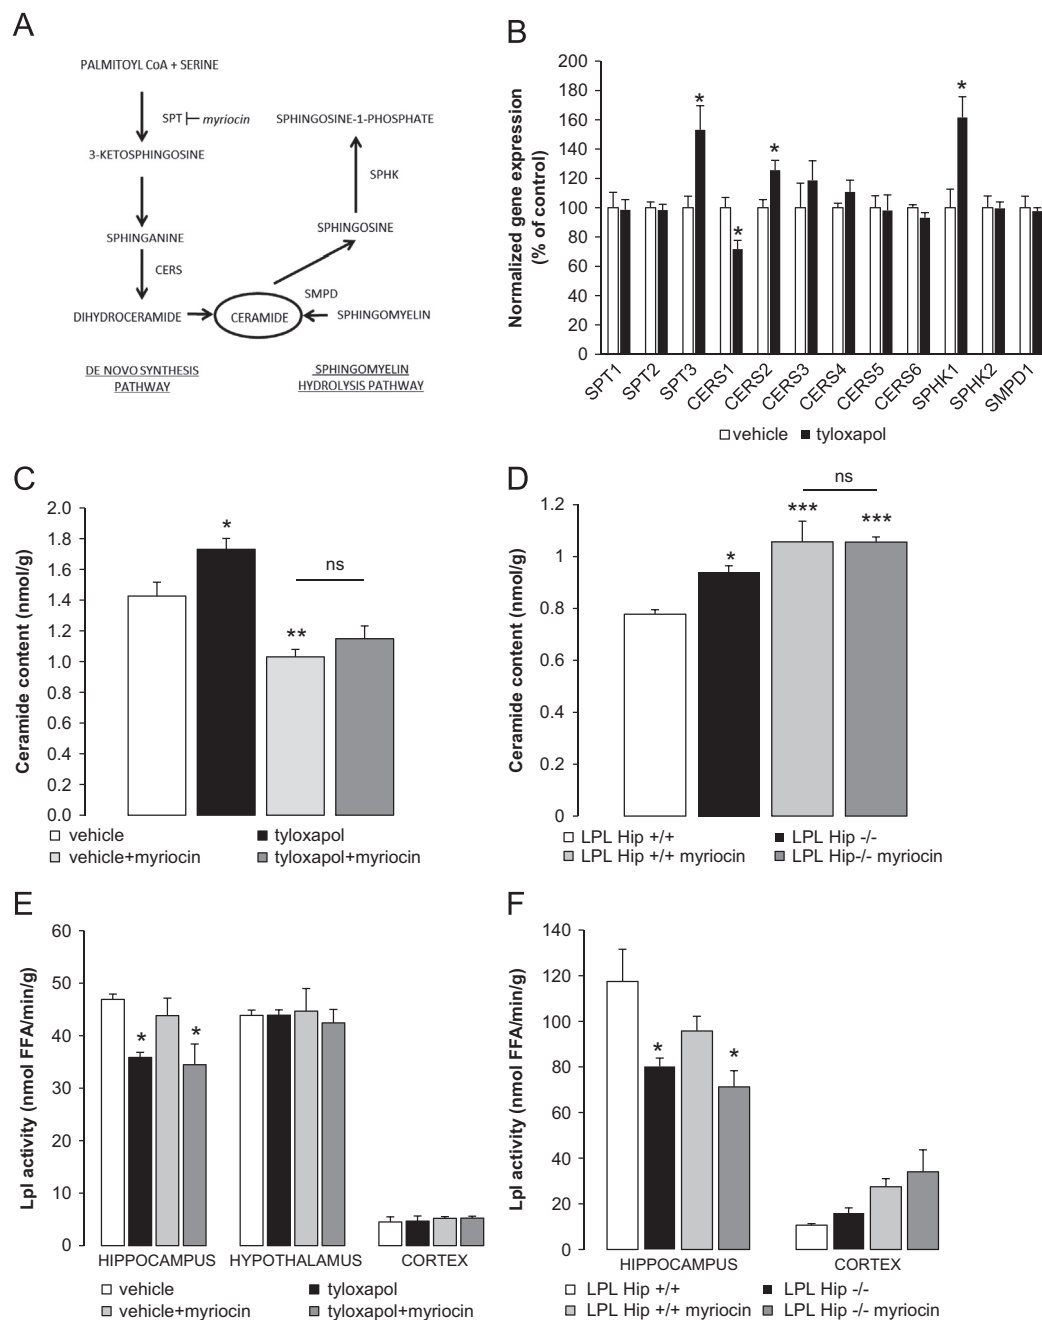 A
PALMITOYL CoA + SERINE
SPT
myriocin
SPHINGOSINE-1-PHOSPHATE
3-KETOSPHINGOSINE
SPHK
SPHINGANINE
SPHINGOSINE
CERS
SMPD
DIHYDROCERAMIDE
CERAMIDE
SPHINGOMYELIN
DE NOVO SYNTHESIS
PATHWAY
SPHINGOMYELIN
HYDROLYSIS PATHWAY
B
Normalized gene expression
(% of control)
200
180
160
140
120
100
80
60
40
20
0
*
*
*
*
SPT1
SPT2
SPT3
CERS1
CERS2
CERS3
CERS4
CERS5
CERS6
SPHK1
SPHK2
SMPD1
vehicle
tyloxapol
C
Ceramide content (nmol/g)
2.0
1.8
1.6
1.4
1.2
1.0
0.8
0.6
0.4
0.2
0.0
*
**
ns
vehicle
tyloxapol
vehicle+myriocin
tyloxapol+myriocin
D
Ceramide content (nmol/g)
1.2
1
0.8
0.6
0.4
0.2
0
*
***
***
ns
LPL Hip +/+
LPL Hip -/-
LPL Hip +/+ myriocin
LPL Hip-/- myriocin
E
Lpl activity (nmol FFA/min/g)
60
50
40
30
20
10
0
*
*
HIPPOCAMPUS
HYPOTHALAMUS
CORTEX
vehicle
tyloxapol
vehicle+myriocin
tyloxapol+myriocin
F
Lpl activity (nmol FFA/min/g)
140
120
100
80
60
40
20
0
*
*
HIPPOCAMPUS
CORTEX
LPL Hip +/+
LPL Hip -/-
LPL Hip +/+ myriocin
LPL Hip -/- myriocin